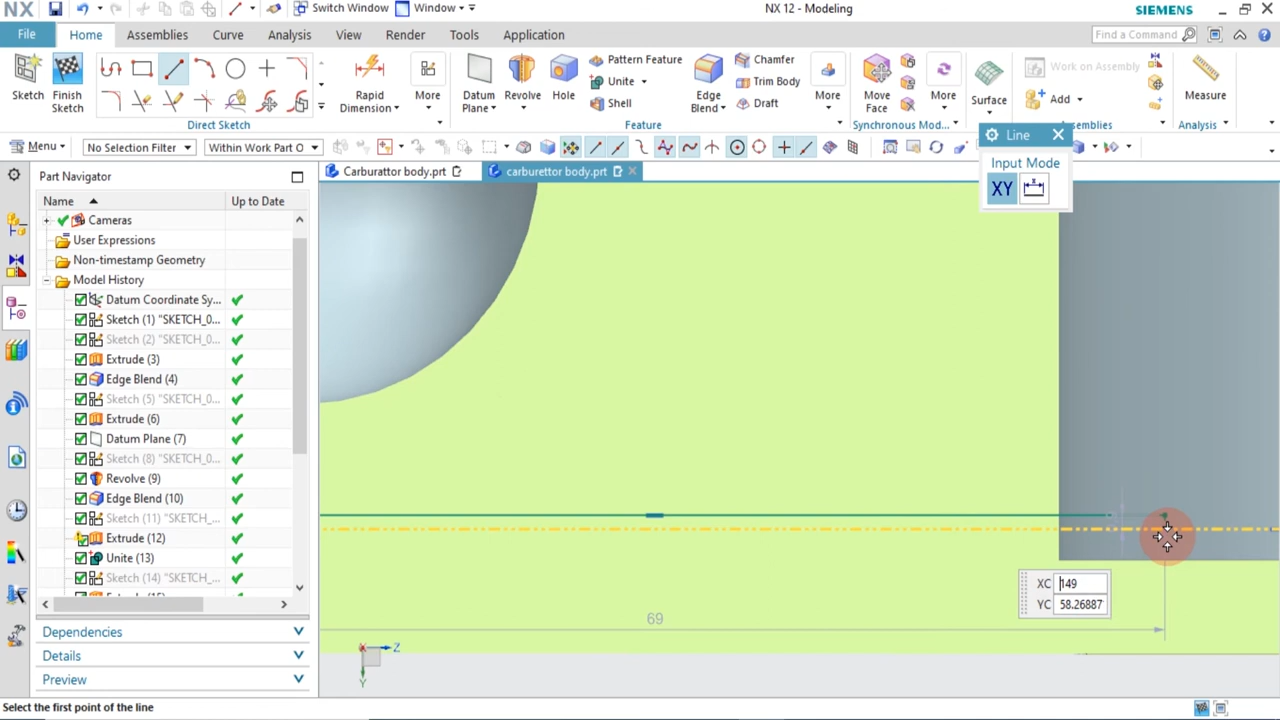 NX Switch Window Window NX 12 - Modeling SIEMENS
File Home Assemblies Curve Analysis View Render Tools Application Find a Command
Sketch Finish Sketch Rapid Dimension More Datum Plane Revolve Hole Pattern Feature Unite Shell Edge Blend Chamfer Trim Body Draft More Move Face More Surface Work on Assembly Add Measure
Direct Sketch Feature Synchronous Mod... Assemblies Analysis
Menu No Selection Filter Within Work Part O
Line
Input Mode
XY
Part Navigator
Carburattor body.prt carburettor body.prt
Name Up to Date
Cameras
User Expressions
Non-timestamp Geometry
Model History
Datum Coordinate Sy...
Sketch (1) "SKETCH_0...
Sketch (2) "SKETCH_0...
Extrude (3)
Edge Blend (4)
Sketch (5) "SKETCH_0...
Extrude (6)
Datum Plane (7)
Sketch (8) "SKETCH_0...
Revolve (9)
Edge Blend (10)
Sketch (11) "SKETCH_...
Extrude (12)
Unite (13)
Sketch (14) "SKETCH_...
Dependencies
Details
Preview
XC 149
YC 58.26887
69
X Z
Y
Select the first point of the line